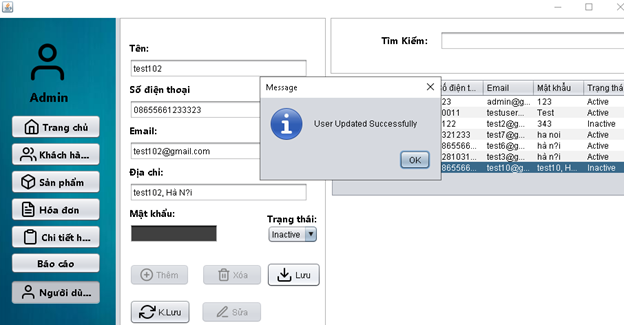 Admin
Trang chủ
Khách hà...
Sản phẩm
Hóa đơn
Chi tiết h...
Báo cáo
Người dù...
Tên:
test102
Số điện thoại
08655661233323
Email:
test102@gmail.com
Địa chỉ:
test102, Hà N?i
Mật khẩu:
Trạng thái:
Inactive
Thêm
Xóa
Lưu
K.Lưu
Sửa
Message
User Updated Successfully
OK
Tìm Kiếm:
ố điện t... Email Mật khẩu Trạng thái
23 admin@g... 123 Active
0011 testuser... Test Active
122 test2@g... 343 Inactive
321233 test7@g... ha noi Active
865566... test6@g... hà n?i Active
281031... test3@g... hà n?i Active
865566... test10@g... test10, H... Inactive